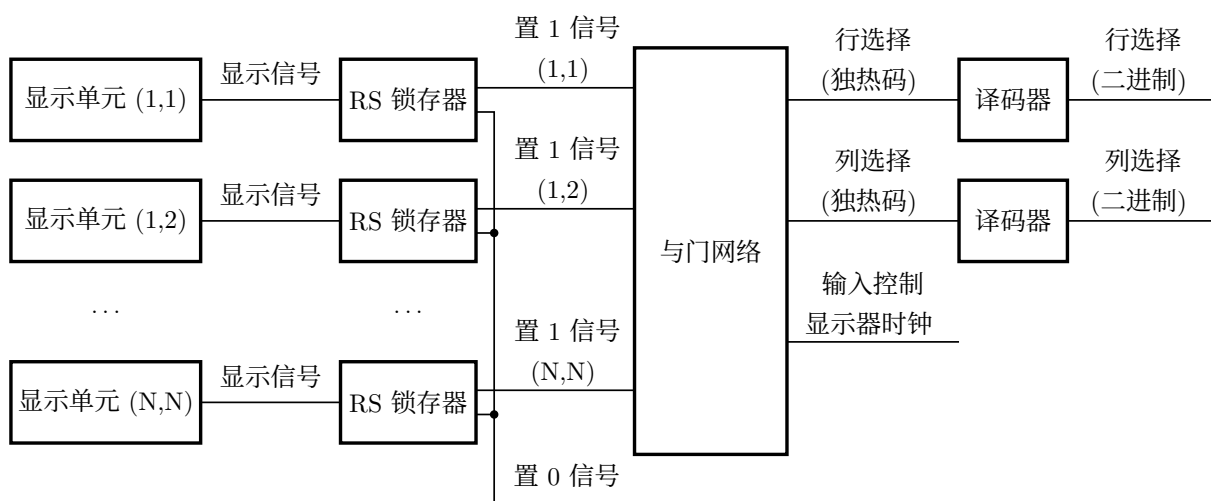 置 1 信号
(1,1)
行选择
(独热码)
行选择
(二进制)
显示单元 (1,1)
显示信号
RS 锁存器
译码器
置 1 信号
(1,2)
列选择
(独热码)
列选择
(二进制)
显示单元 (1,2)
显示信号
RS 锁存器
译码器
与门网络
输入控制
显示器时钟
...
...
置 1 信号
(N,N)
显示单元 (N,N)
显示信号
RS 锁存器
置 0 信号